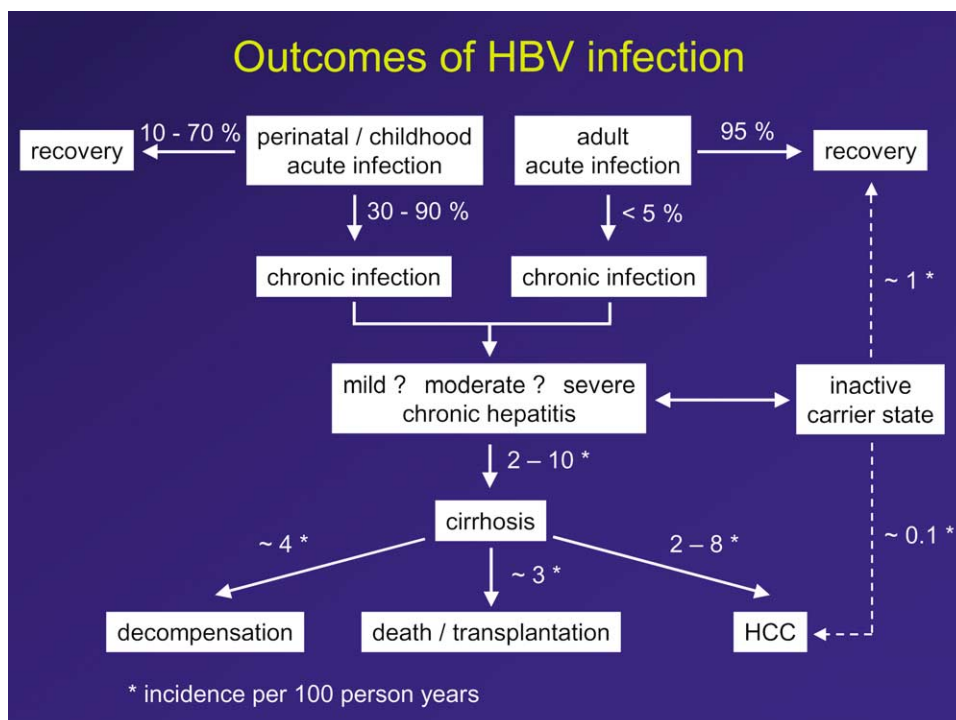 Outcomes of HBV infection
recovery
10 - 70 %
perinatal / childhood
acute infection
adult
acute infection
95 %
recovery
30 - 90 %
< 5 %
chronic infection
chronic infection
~ 1 *
mild ? moderate ? severe
chronic hepatitis
inactive
carrier state
2 – 10 *
cirrhosis
~ 4 *
~ 3 *
2 – 8 *
~ 0.1 *
decompensation
death / transplantation
HCC
* incidence per 100 person years